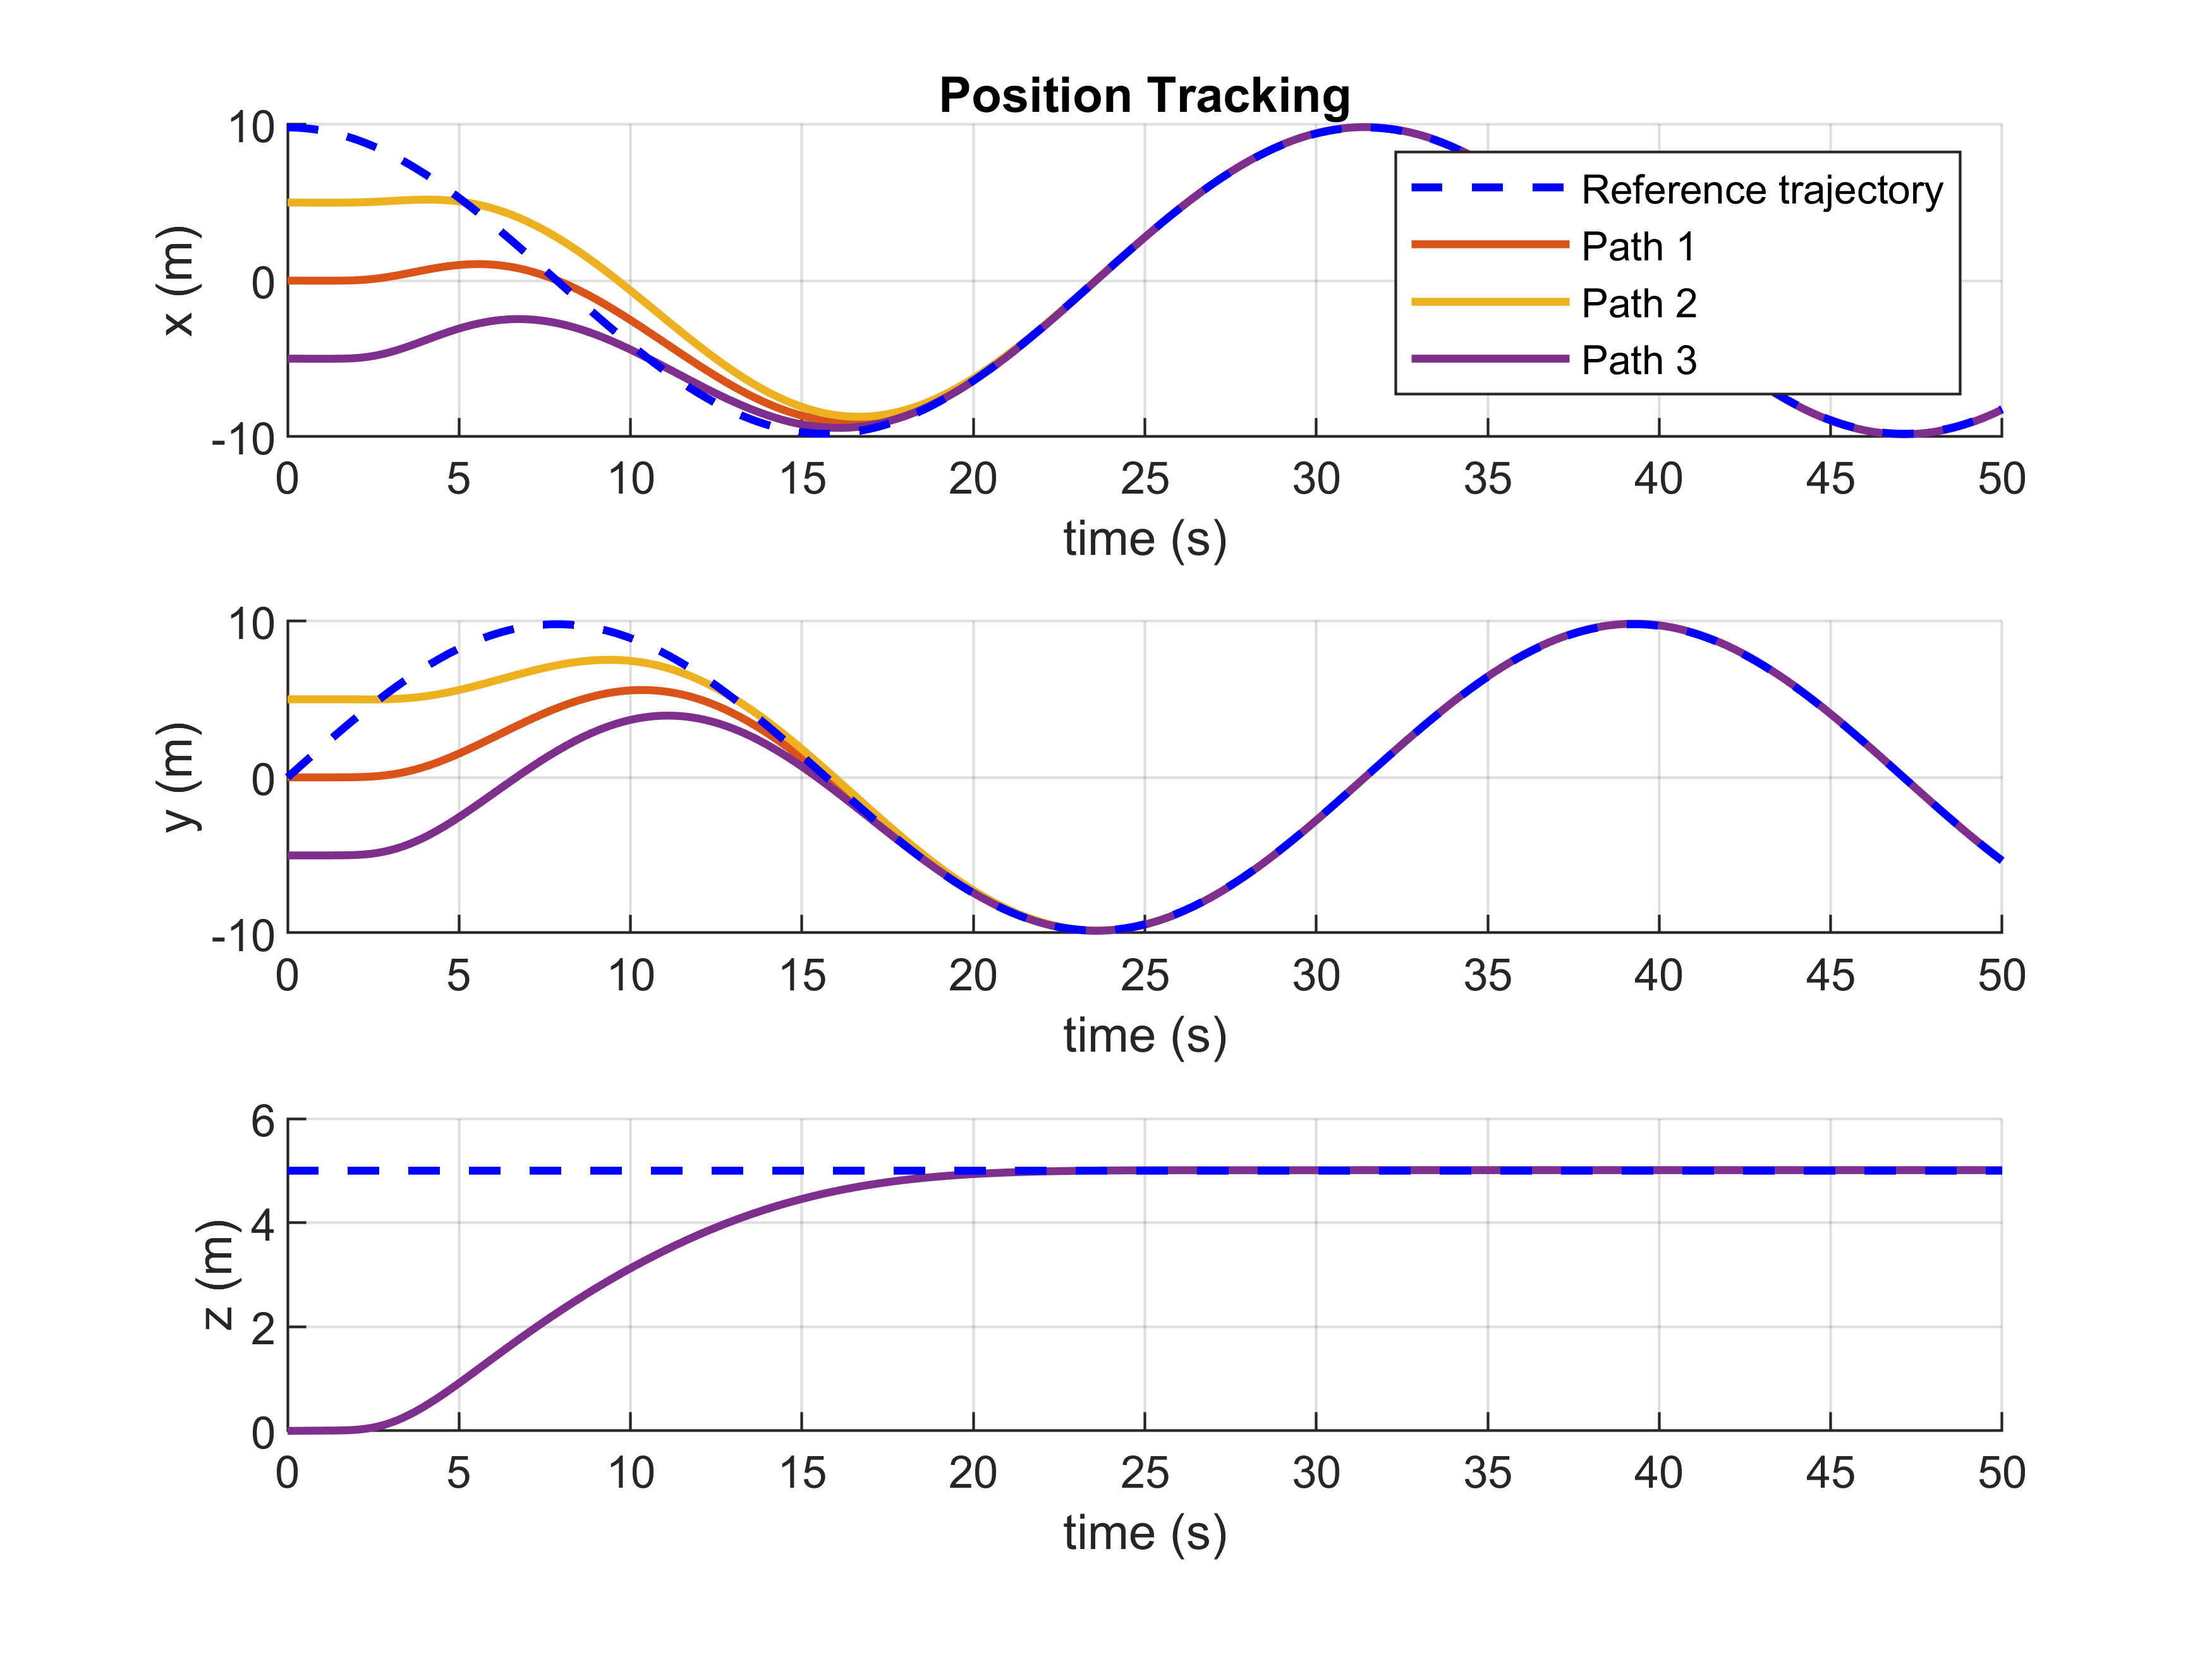 Position Tracking
10
0
-10
x (m)
0 5 10 15 20 25 30 35 40 45 50
time (s)
Reference trajectory
Path 1
Path 2
Path 3
10
0
-10
y (m)
0 5 10 15 20 25 30 35 40 45 50
time (s)
6
4
2
0
z (m)
0 5 10 15 20 25 30 35 40 45 50
time (s)